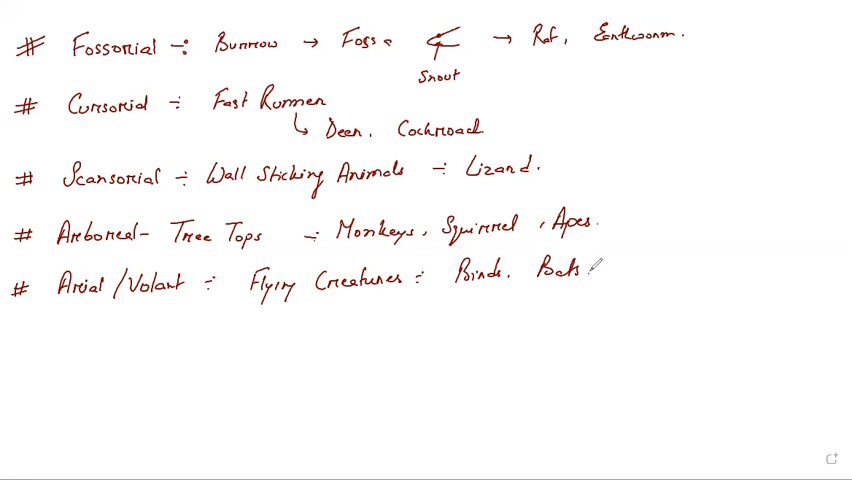 # Fossorial ÷ Burrow → Foss → Rat, Earthworm.
Snout
# Cursorial ÷ Fast Runner
↳ Deer, Cockroach
# Scansorial ÷ Wall Sticking Animals ÷ Lizard.
# Arboreal - Tree Tops ÷ Monkeys, Squirrel, Apes.
# Arial/Volant ÷ Flying Creatures ÷ Birds. Bats